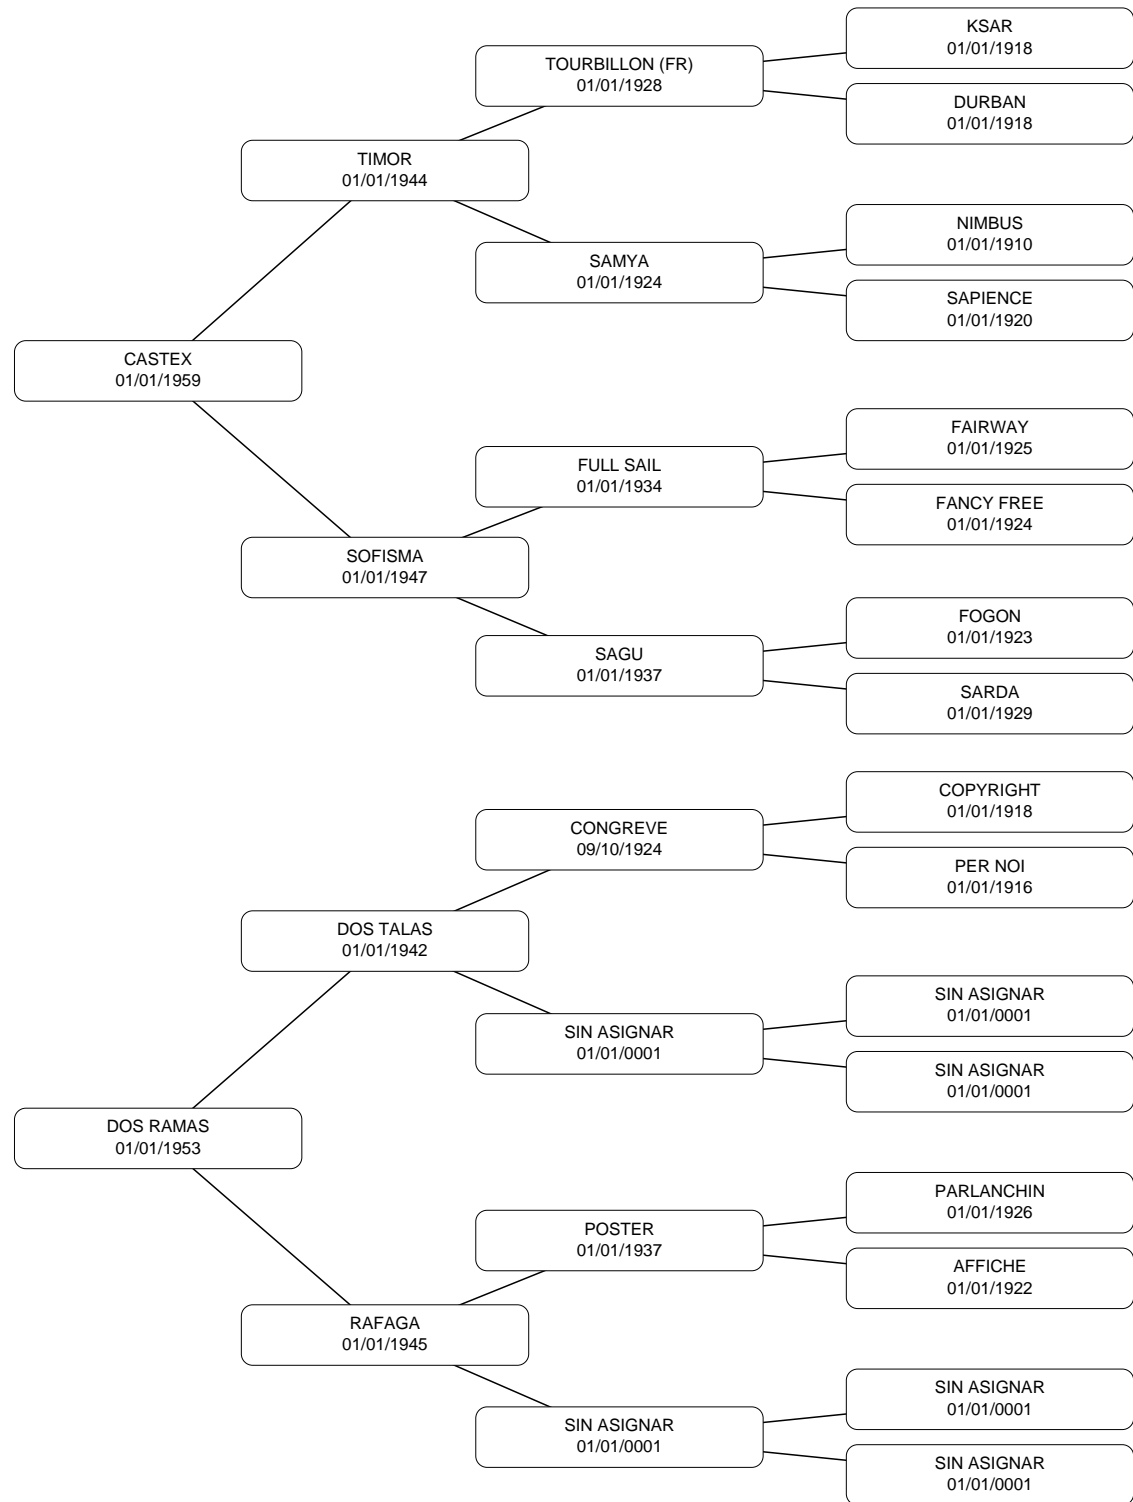 KSAR
01/01/1918
TOURBILLON (FR)
01/01/1928
DURBAN
01/01/1918
TIMOR
01/01/1944
NIMBUS
01/01/1910
SAMYA
01/01/1924
SAPIENCE
01/01/1920
CASTEX
01/01/1959
FAIRWAY
01/01/1925
FULL SAIL
01/01/1934
FANCY FREE
01/01/1924
SOFISMA
01/01/1947
FOGON
01/01/1923
SAGU
01/01/1937
SARDA
01/01/1929
COPYRIGHT
01/01/1918
CONGREVE
09/10/1924
PER NOI
01/01/1916
DOS TALAS
01/01/1942
SIN ASIGNAR
01/01/0001
SIN ASIGNAR
01/01/0001
SIN ASIGNAR
01/01/0001
DOS RAMAS
01/01/1953
PARLANCHIN
01/01/1926
POSTER
01/01/1937
AFFICHE
01/01/1922
RAFAGA
01/01/1945
SIN ASIGNAR
01/01/0001
SIN ASIGNAR
01/01/0001
SIN ASIGNAR
01/01/0001